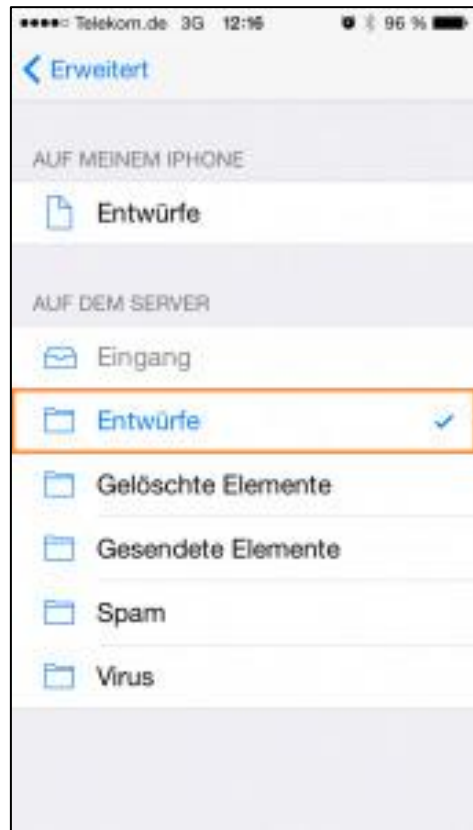 Telekom.de 3G 12:16 96 %
Erweitert
AUF MEINEM IPHONE
Entwürfe
AUF DEM SERVER
Eingang
Entwürfe
Gelöschte Elemente
Gesendete Elemente
Spam
Virus